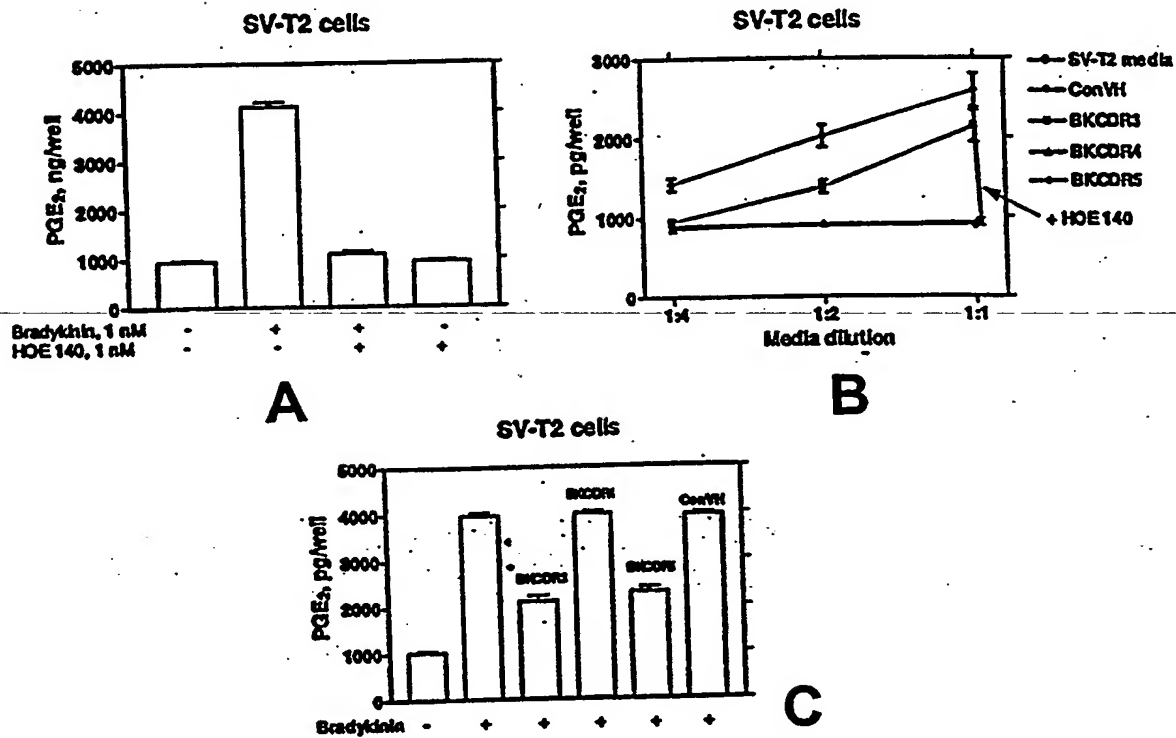 SV-T2 cells
PGE₂, ng/well
5000
4000
3000
2000
1000
0
Bradykinin, 1 nM - + + -
HOE 140, 1 nM - - + +
A
SV-T2 cells
PGE₂, pg/well
3000
2000
1000
0
1:4 1:2 1:1
Media dilution
SV-T2 media
ConVH
BKCDR3
BKCDR4
BKCDR5
+ HOE 140
B
SV-T2 cells
PGE₂, pg/well
5000
4000
3000
2000
1000
0
BKCDR3
BKCDR4
BKCDR5
ConVH
Bradykinin - + + + + +
C